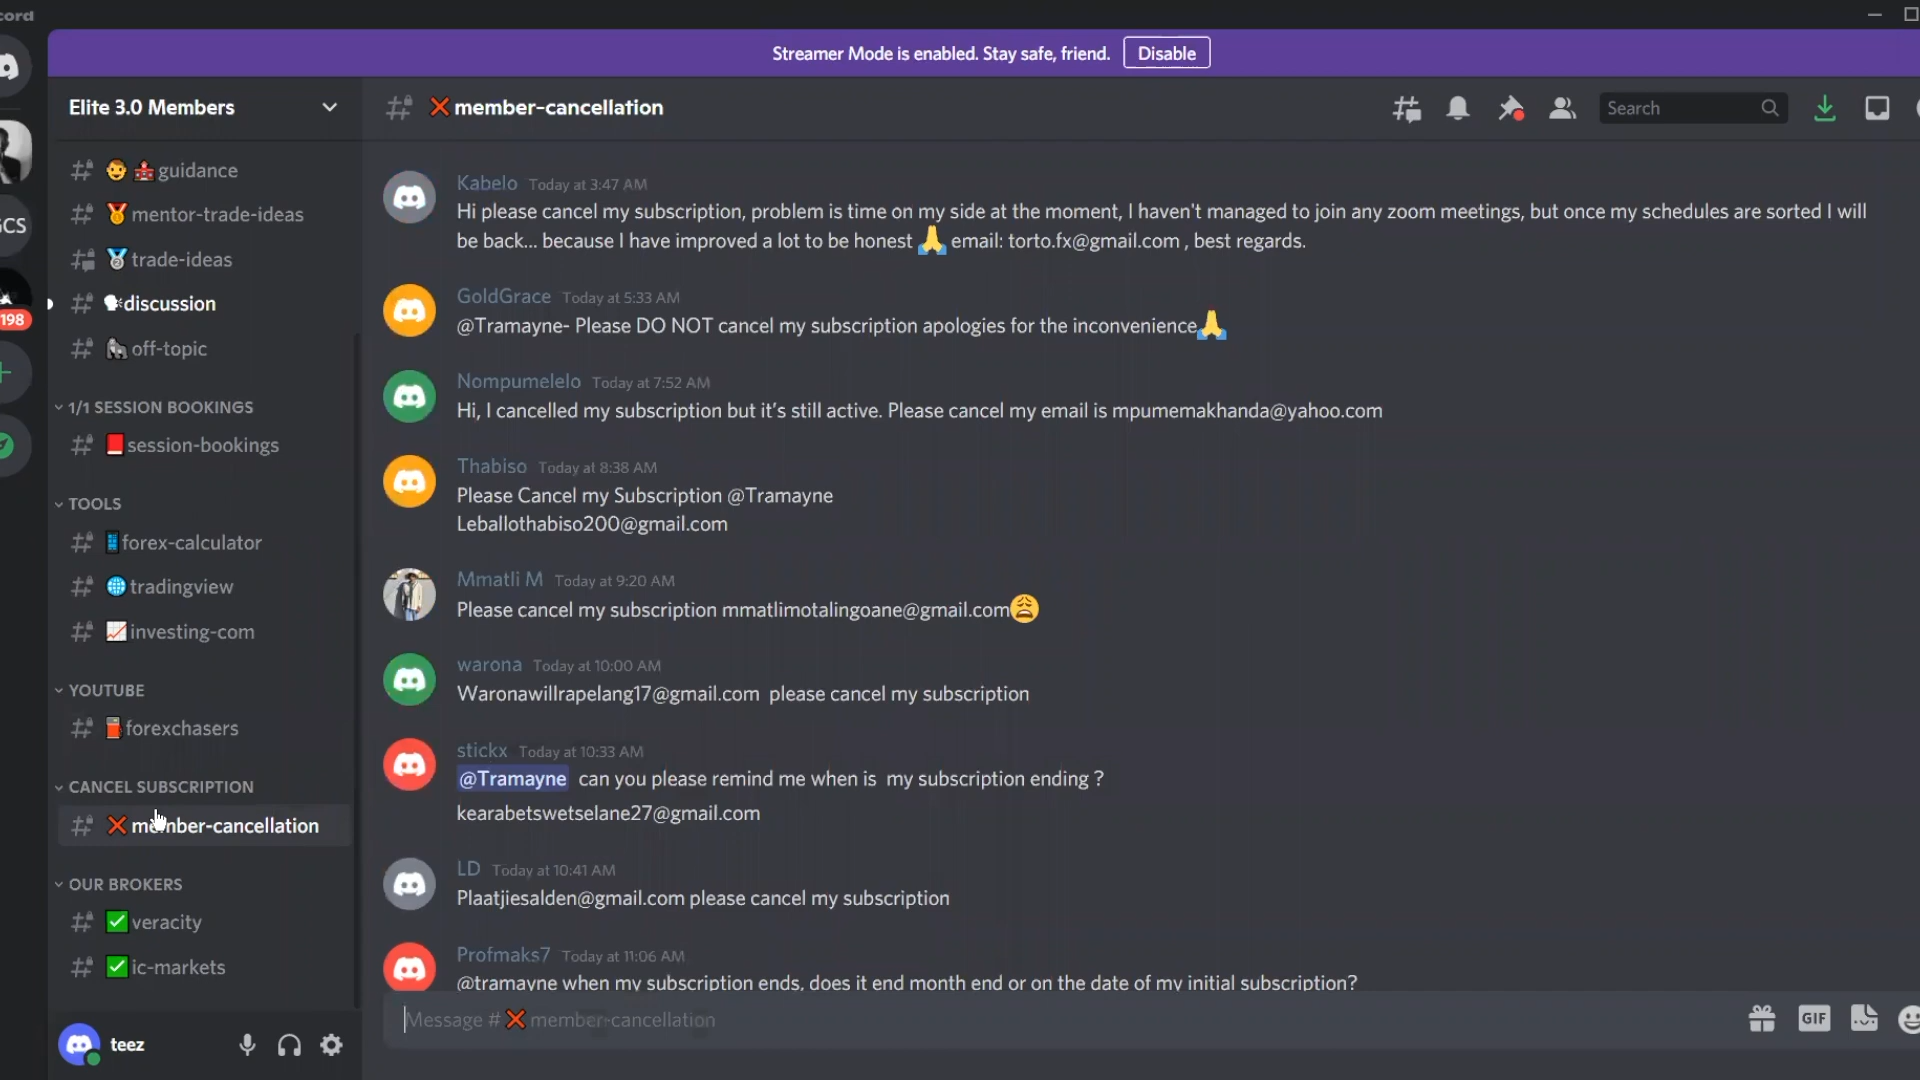 cord
Streamer Mode is enabled. Stay safe, friend. Disable
Elite 3.0 Members
guidance
mentor-trade-ideas
trade-ideas
discussion
off-topic
1/1 SESSION BOOKINGS
session-bookings
TOOLS
forex-calculator
tradingview
investing-com
YOUTUBE
forexchasers
CANCEL SUBSCRIPTION
member-cancellation
OUR BROKERS
veracity
ic-markets
teez
CS
198
❌ member-cancellation
Search
Kabelo Today at 3:47 AM
Hi please cancel my subscription, problem is time on my side at the moment, I haven't managed to join any zoom meetings, but once my schedules are sorted I will
be back... because I have improved a lot to be honest 🙏 email: torto.fx@gmail.com , best regards.
GoldGrace Today at 5:33 AM
@Tramayne- Please DO NOT cancel my subscription apologies for the inconvenience🙏
Nompumelelo Today at 7:52 AM
Hi, I cancelled my subscription but it's still active. Please cancel my email is mpumemakhanda@yahoo.com
Thabiso Today at 8:38 AM
Please Cancel my Subscription @Tramayne
Leballothabiso200@gmail.com
Mmatli M Today at 9:20 AM
Please cancel my subscription mmatlimotalingoane@gmail.com😩
warona Today at 10:00 AM
Waronawillrapelang17@gmail.com please cancel my subscription
stickx Today at 10:33 AM
@Tramayne can you please remind me when is my subscription ending ?
kearabetswetselane27@gmail.com
LD Today at 10:41 AM
Plaatjiesalden@gmail.com please cancel my subscription
Profmaks7 Today at 11:06 AM
@tramayne when my subscription ends, does it end month end or on the date of my initial subscription?
Message # ❌ member-cancellation
GIF